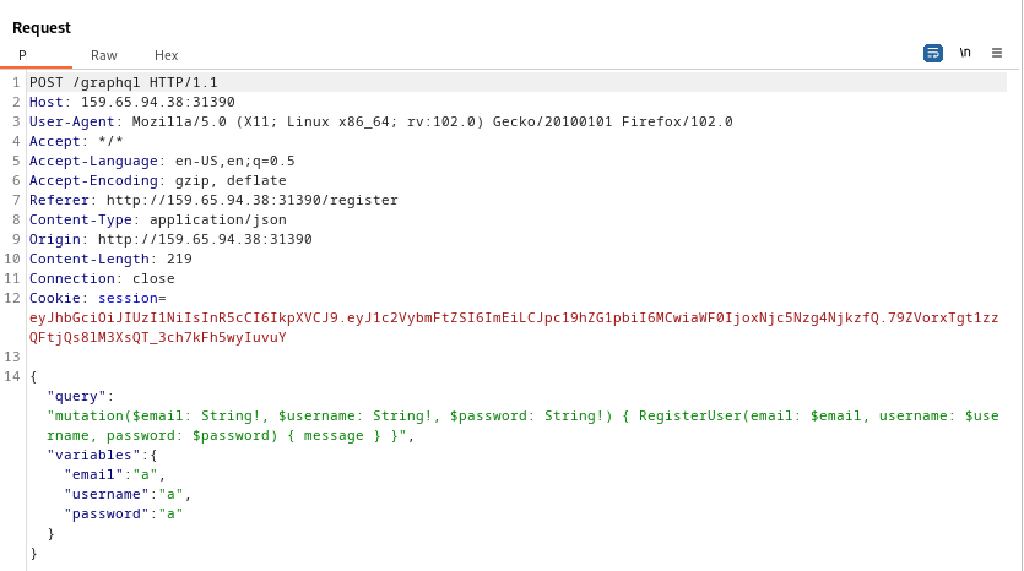 Request
P Raw Hex \n
1 POST /graphql HTTP/1.1
2 Host: 159.65.94.38:31390
3 User-Agent: Mozilla/5.0 (X11; Linux x86_64; rv:102.0) Gecko/20100101 Firefox/102.0
4 Accept: */*
5 Accept-Language: en-US,en;q=0.5
6 Accept-Encoding: gzip, deflate
7 Referer: http://159.65.94.38:31390/register
8 Content-Type: application/json
9 Origin: http://159.65.94.38:31390
10 Content-Length: 219
11 Connection: close
12 Cookie: session=
eyJhbGciOiJIUzI1NiIsInR5cCI6IkpXVCJ9.eyJ1c2VybmFtZSI6ImEiLCJpc19hZG1pbiI6MCwiaWF0IjoxNjc5Nzg4NjkzfQ.79ZVorxTgt1zz
QFtjQs8lM3XsQT_3ch7kFh5wyIuvuY
13
14 {
"query":
"mutation($email: String!, $username: String!, $password: String!) { RegisterUser(email: $email, username: $use
rname, password: $password) { message } }",
"variables":{
"email":"a",
"username":"a",
"password":"a"
}
}